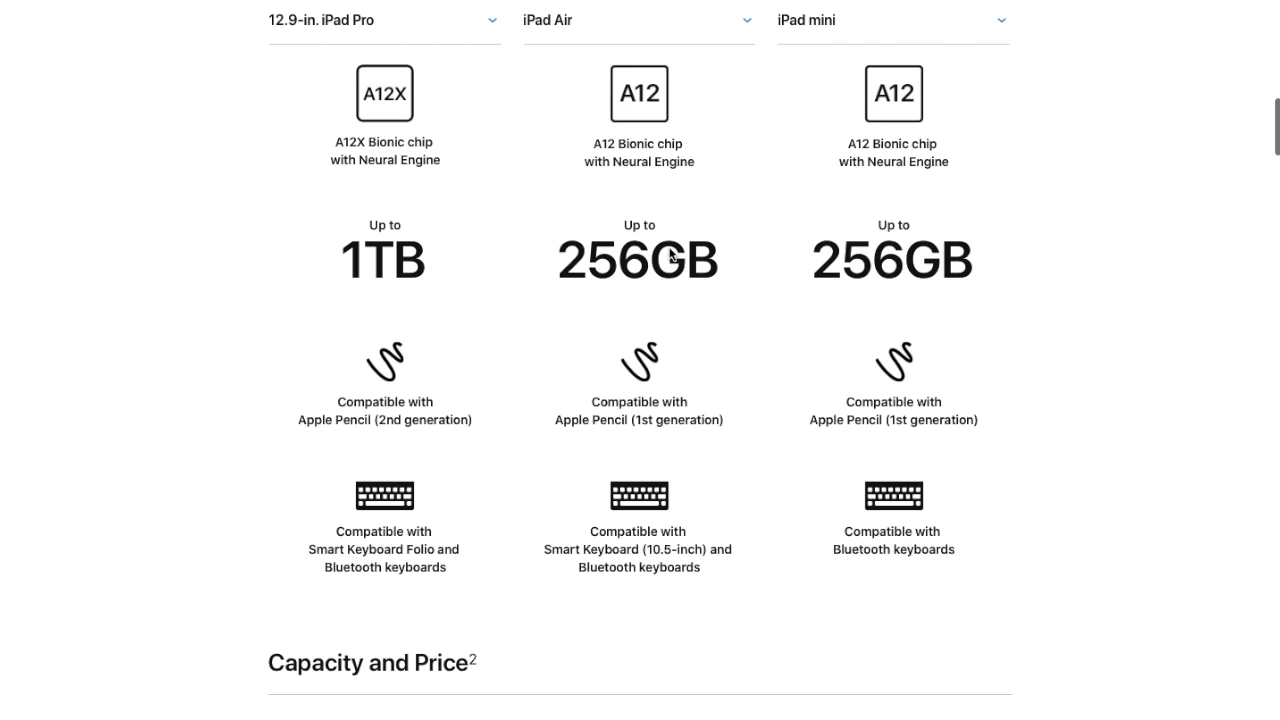 12.9-in. iPad Pro
iPad Air
iPad mini
A12X
A12
A12
A12X Bionic chip
with Neural Engine
A12 Bionic chip
with Neural Engine
A12 Bionic chip
with Neural Engine
Up to
1TB
Up to
256GB
Up to
256GB
Compatible with
Apple Pencil (2nd generation)
Compatible with
Apple Pencil (1st generation)
Compatible with
Apple Pencil (1st generation)
Compatible with
Smart Keyboard Folio and
Bluetooth keyboards
Compatible with
Smart Keyboard (10.5-inch) and
Bluetooth keyboards
Compatible with
Bluetooth keyboards
Capacity and Price2